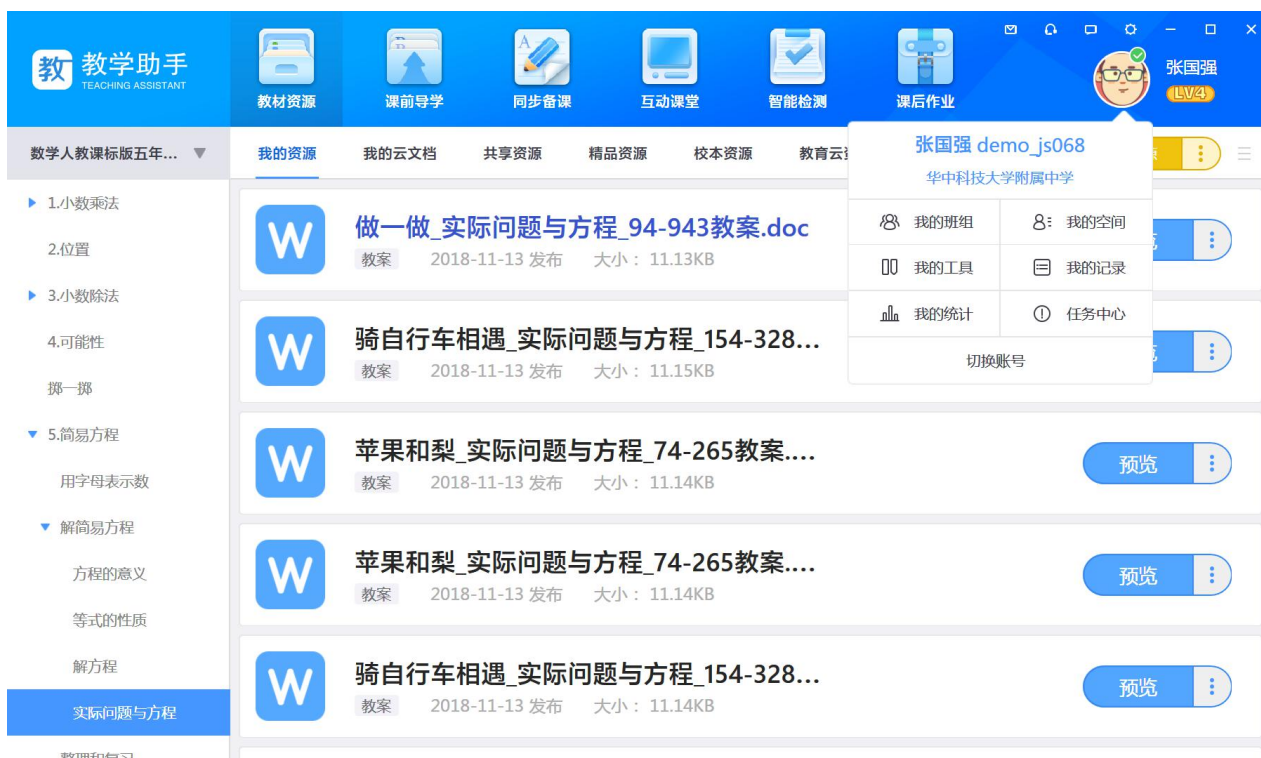 教 教学助手
TEACHING ASSISTANT
教材资源 课前导学 同步备课 互动课堂 智能检测 课后作业
张国强
LV4
数学人教课标版五年... 我的资源 我的云文档 共享资源 精品资源 校本资源 教育云
张国强 demo_js068
华中科技大学附属中学
我的班组 我的空间
我的工具 我的记录
我的统计 任务中心
切换账号
1.小数乘法
2.位置
3.小数除法
4.可能性
掷一掷
5.简易方程
用字母表示数
解简易方程
方程的意义
等式的性质
解方程
实际问题与方程
整理和复习
W 做一做_实际问题与方程_94-943教案.doc
教案 2018-11-13 发布 大小： 11.13KB
W 骑自行车相遇_实际问题与方程_154-328...
教案 2018-11-13 发布 大小： 11.15KB
W 苹果和梨_实际问题与方程_74-265教案....
教案 2018-11-13 发布 大小： 11.14KB
预览
W 苹果和梨_实际问题与方程_74-265教案....
教案 2018-11-13 发布 大小： 11.14KB
预览
W 骑自行车相遇_实际问题与方程_154-328...
教案 2018-11-13 发布 大小： 11.14KB
预览